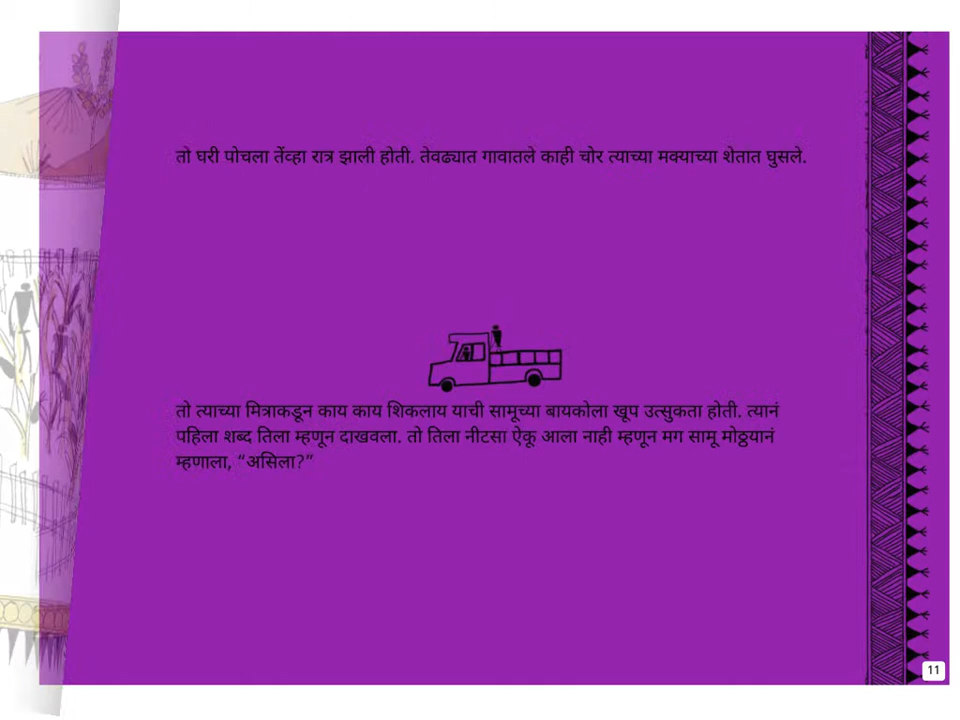 तो घरी पोचला तेंव्हा रात्र झाली होती. तेवढ्यात गावातले काही चोर त्याच्या मक्याच्या शेतात घुसले.
तो त्याच्या मित्राकडून काय काय शिकलाय याची सामूच्या बायकोला खूप उत्सुकता होती. त्यानं
पहिला शब्द तिला म्हणून दाखवला. तो तिला नीटसा ऐकू आला नाही म्हणून मग सामू मोठ्ठयानं
म्हणाला, “असिला?”
11